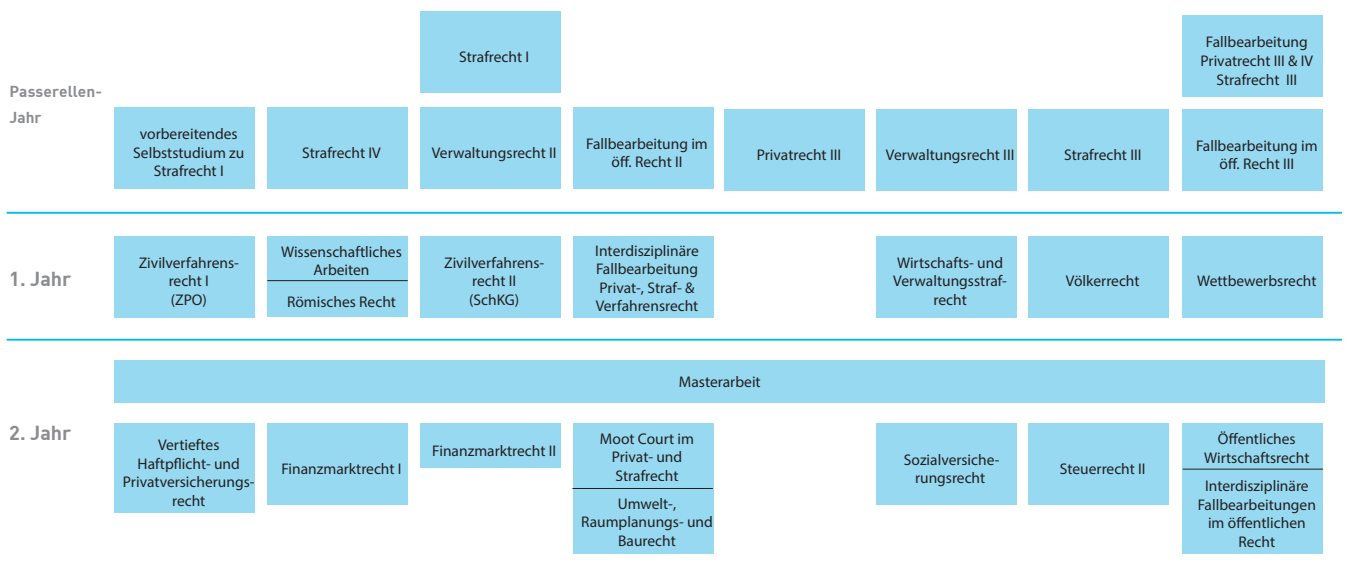 Passerellen-
Jahr
Strafrecht I
Fallbearbeitung
Privatrecht III & IV
Strafrecht III
vorbereitendes
Selbststudium zu
Strafrecht I
Strafrecht IV
Verwaltungsrecht II
Fallbearbeitung im
öff. Recht II
Privatrecht III
Verwaltungsrecht III
Strafrecht III
Fallbearbeitung im
öff. Recht III
1. Jahr
Zivilverfahrens-
recht I
(ZPO)
Wissenschaftliches
Arbeiten
Römisches Recht
Zivilverfahrens-
recht II
(SchKG)
Interdisziplinäre
Fallbearbeitung
Privat-, Straf- &
Verfahrensrecht
Wirtschafts- und
Verwaltungsstraf-
recht
Völkerrecht
Wettbewerbsrecht
Masterarbeit
2. Jahr
Vertieftes
Haftpflicht- und
Privatversicherungs-
recht
Finanzmarktrecht I
Finanzmarktrecht II
Moot Court im
Privat- und
Strafrecht
Umwelt-,
Raumplanungs- und
Baurecht
Sozialversiche-
rungsrecht
Steuerrecht II
Öffentliches
Wirtschaftsrecht
Interdisziplinäre
Fallbearbeitungen
im öffentlichen
Recht